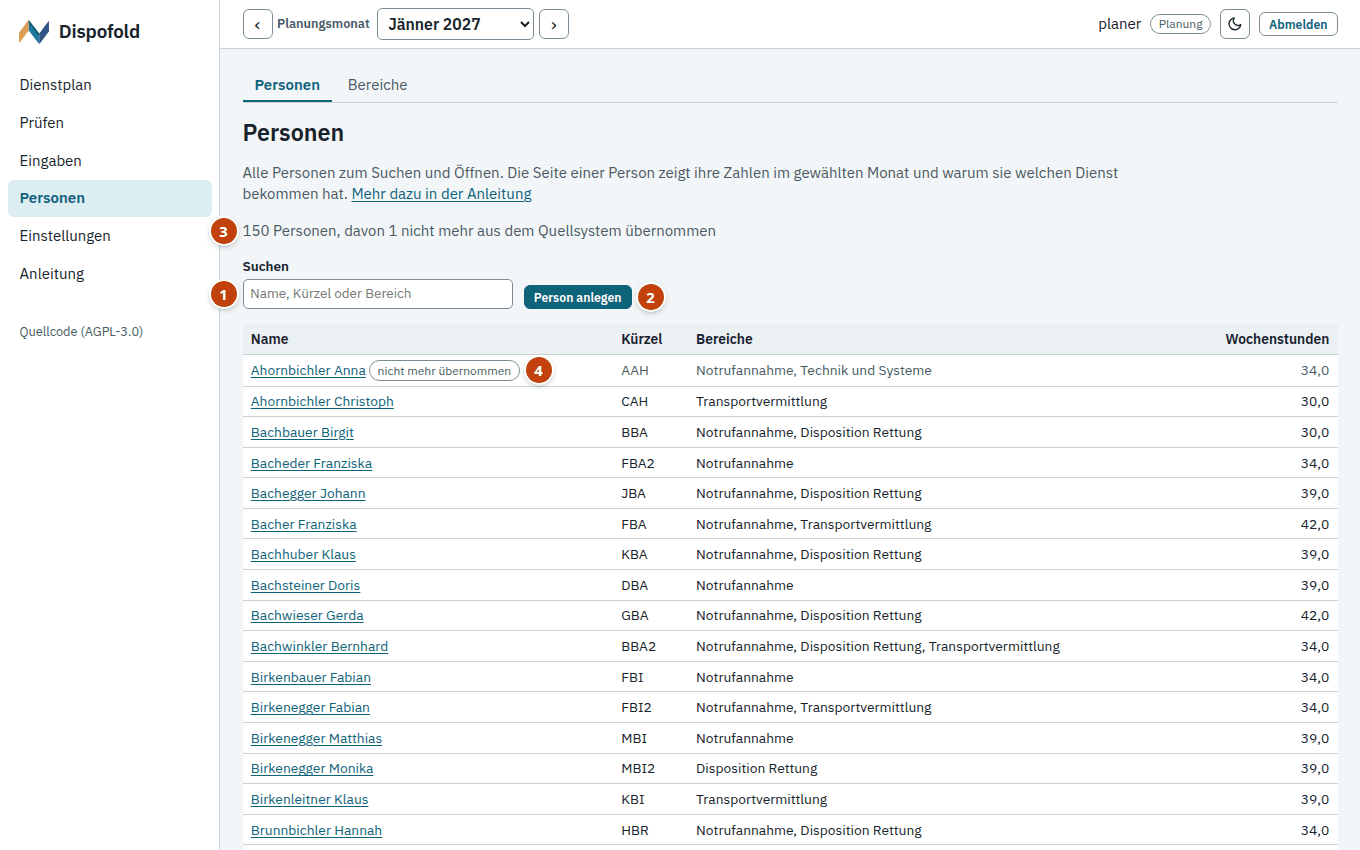 Dispofold
‹ Planungsmonat Jänner 2027 ›
planer Planung Abmelden
Dienstplan
Prüfen
Eingaben
Personen
Einstellungen
Anleitung
Quellcode (AGPL-3.0)
Personen Bereiche
Personen
Alle Personen zum Suchen und Öffnen. Die Seite einer Person zeigt ihre Zahlen im gewählten Monat und warum sie welchen Dienst
bekommen hat. Mehr dazu in der Anleitung
3 150 Personen, davon 1 nicht mehr aus dem Quellsystem übernommen
Suchen
1 Name, Kürzel oder Bereich Person anlegen 2
Name Kürzel Bereiche Wochenstunden
Ahornbichler Anna nicht mehr übernommen 4 AAH Notrufannahme, Technik und Systeme 34,0
Ahornbichler Christoph CAH Transportvermittlung 30,0
Bachbauer Birgit BBA Notrufannahme, Disposition Rettung 30,0
Bacheder Franziska FBA2 Notrufannahme 34,0
Bachegger Johann JBA Notrufannahme, Disposition Rettung 39,0
Bacher Franziska FBA Notrufannahme, Transportvermittlung 42,0
Bachhuber Klaus KBA Notrufannahme, Disposition Rettung 39,0
Bachsteiner Doris DBA Notrufannahme 39,0
Bachwieser Gerda GBA Notrufannahme, Disposition Rettung 42,0
Bachwinkler Bernhard BBA2 Notrufannahme, Disposition Rettung, Transportvermittlung 34,0
Birkenbauer Fabian FBI Notrufannahme 34,0
Birkenegger Fabian FBI2 Notrufannahme, Transportvermittlung 34,0
Birkenegger Matthias MBI Notrufannahme 39,0
Birkenegger Monika MBI2 Disposition Rettung 39,0
Birkenleitner Klaus KBI Transportvermittlung 39,0
Brunnbichler Hannah HBR Notrufannahme, Disposition Rettung 34,0